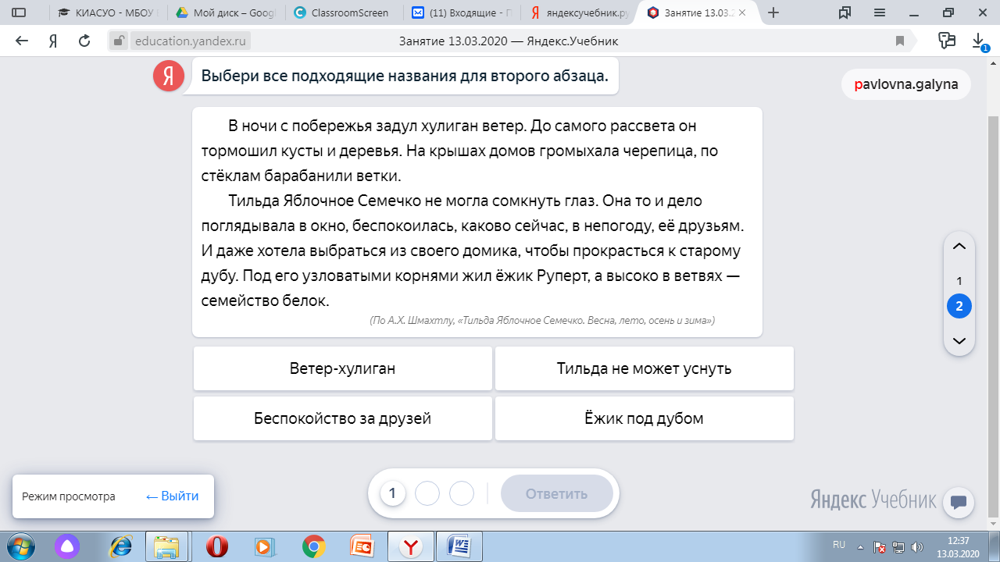 КИАСУО - МБОУ
Мой диск – Googl
ClassroomScreen
(11) Входящие - П
яндексучебник.ру
Занятие 13.03.2
Я
education.yandex.ru
Занятие 13.03.2020 — Яндекс.Учебник
1
Я
Выбери все подходящие названия для второго абзаца.
pavlovna.galyna
В ночи с побережья задул хулиган ветер. До самого рассвета он
тормошил кусты и деревья. На крышах домов громыхала черепица, по
стёклам барабанили ветки.
Тильда Яблочное Семечко не могла сомкнуть глаз. Она то и дело
поглядывала в окно, беспокоилась, каково сейчас, в непогоду, её друзьям.
И даже хотела выбраться из своего домика, чтобы прокрасться к старому
дубу. Под его узловатыми корнями жил ёжик Руперт, а высоко в ветвях —
семейство белок.
(По А.Х. Шмахтлу, «Тильда Яблочное Семечко. Весна, лето, осень и зима»)
1
2
Ветер-хулиган
Тильда не может уснуть
Беспокойство за друзей
Ёжик под дубом
Режим просмотра
← Выйти
1
Ответить
Яндекс Учебник
RU
12:37
13.03.2020